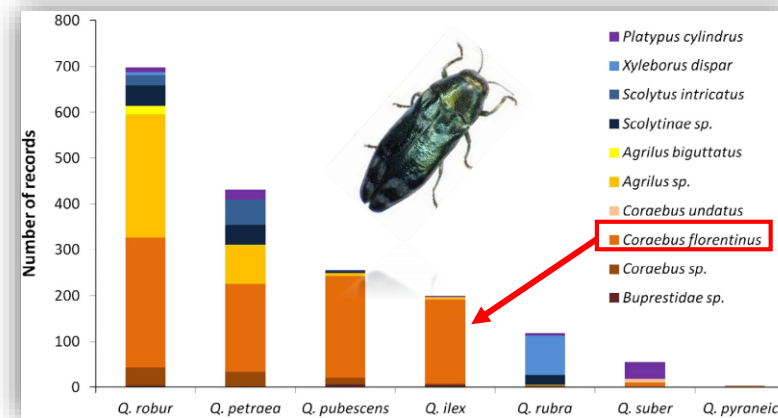 800
700
600
500
400
300
200
100
0
Number of records
Platypus cylindrus
Xyleborus dispar
Scolytus intricatus
Scolytinae sp.
Agrilus biguttatus
Agrilus sp.
Coraebus undatus
Coraebus florentinus
Coraebus sp.
Buprestidae sp.
Q. robur Q. petraea Q. pubescens Q. ilex Q. rubra Q. suber Q. pyraneic